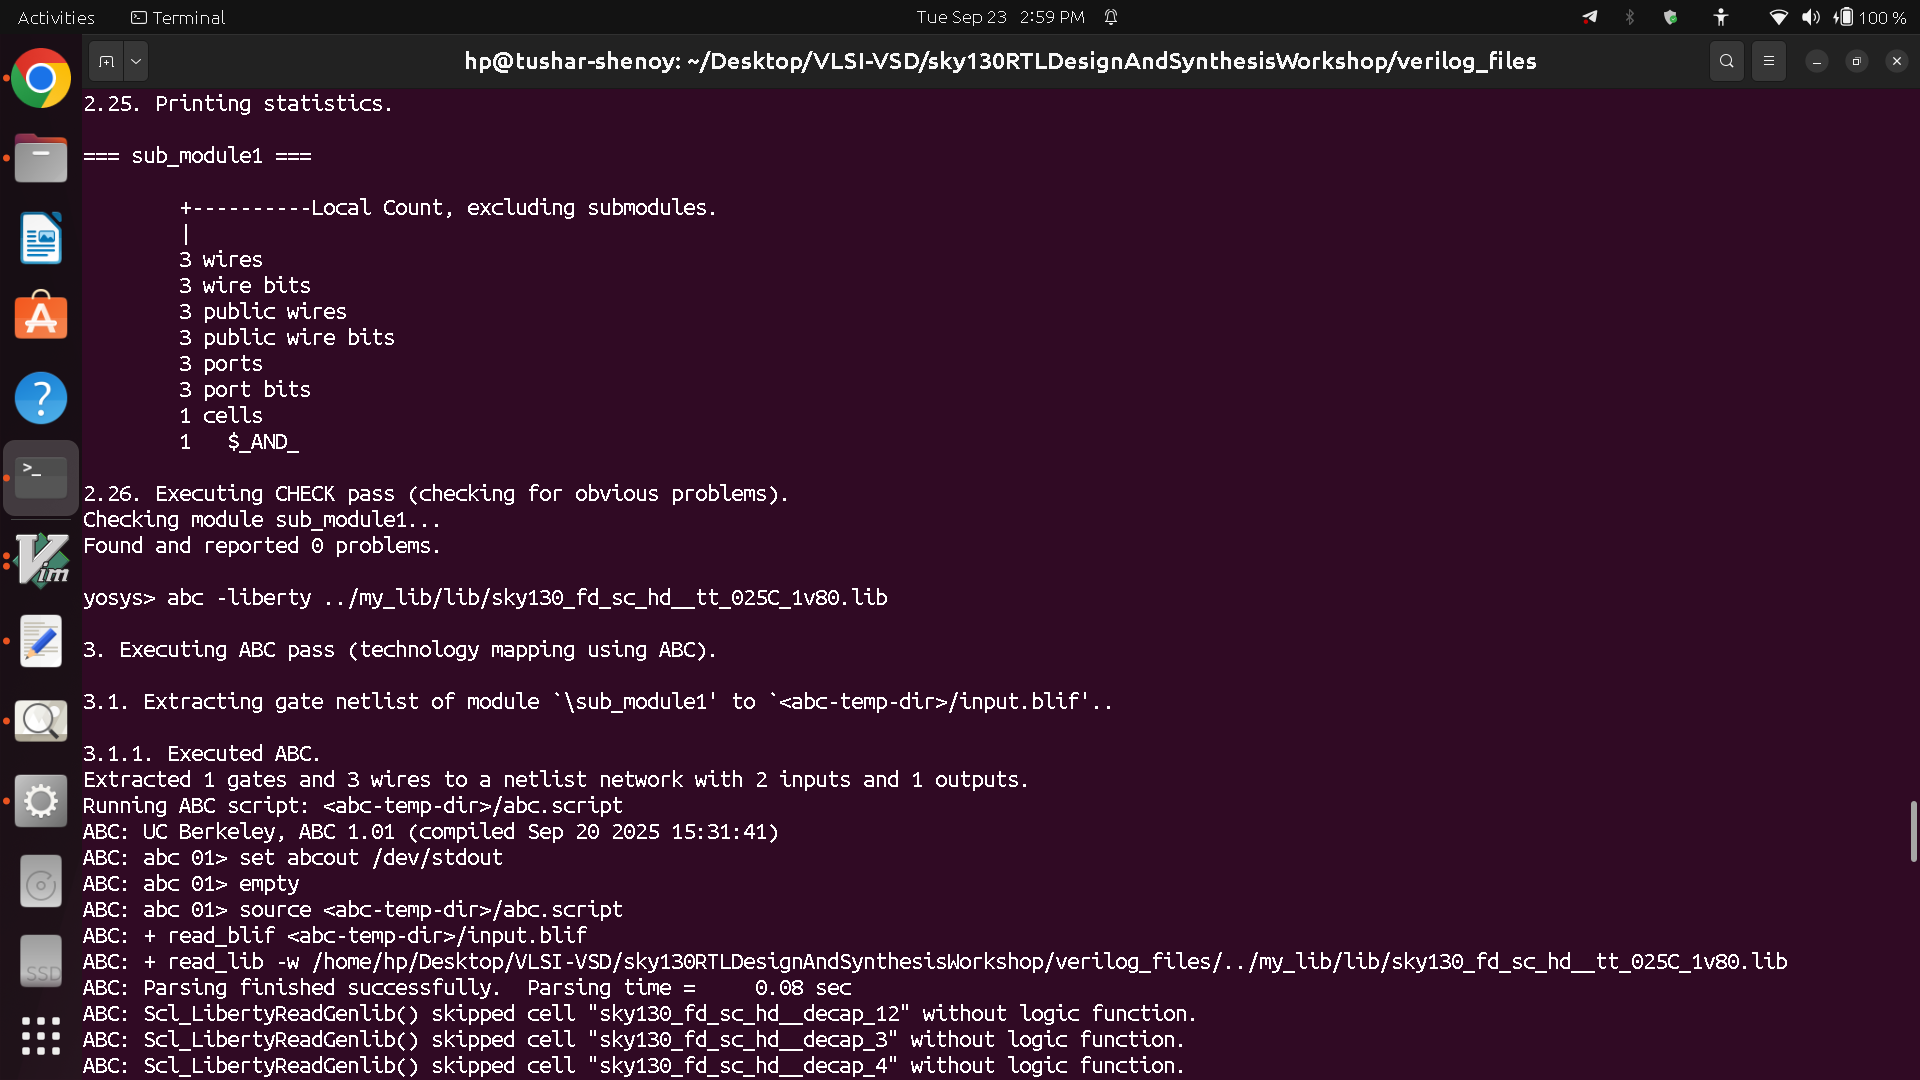 Activities
Terminal
Tue Sep 23  2:59 PM
100 %
hp@tushar-shenoy: ~/Desktop/VLSI-VSD/sky130RTLDesignAndSynthesisWorkshop/verilog_files
2.25. Printing statistics.
=== sub_module1 ===
+----------Local Count, excluding submodules.
|
3 wires
3 wire bits
3 public wires
3 public wire bits
3 ports
3 port bits
1 cells
1   $_AND_
2.26. Executing CHECK pass (checking for obvious problems).
Checking module sub_module1...
Found and reported 0 problems.
yosys> abc -liberty ../my_lib/lib/sky130_fd_sc_hd__tt_025C_1v80.lib
3. Executing ABC pass (technology mapping using ABC).
3.1. Extracting gate netlist of module `\sub_module1' to `<abc-temp-dir>/input.blif'..
3.1.1. Executed ABC.
Extracted 1 gates and 3 wires to a netlist network with 2 inputs and 1 outputs.
Running ABC script: <abc-temp-dir>/abc.script
ABC: UC Berkeley, ABC 1.01 (compiled Sep 20 2025 15:31:41)
ABC: abc 01> set abcout /dev/stdout
ABC: abc 01> empty
ABC: abc 01> source <abc-temp-dir>/abc.script
ABC: + read_blif <abc-temp-dir>/input.blif
ABC: + read_lib -w /home/hp/Desktop/VLSI-VSD/sky130RTLDesignAndSynthesisWorkshop/verilog_files/../my_lib/lib/sky130_fd_sc_hd__tt_025C_1v80.lib
ABC: Parsing finished successfully.  Parsing time =     0.08 sec
ABC: Scl_LibertyReadGenlib() skipped cell "sky130_fd_sc_hd__decap_12" without logic function.
ABC: Scl_LibertyReadGenlib() skipped cell "sky130_fd_sc_hd__decap_3" without logic function.
ABC: Scl_LibertyReadGenlib() skipped cell "sky130_fd_sc_hd__decap_4" without logic function.
?
>_
Vim
SSD